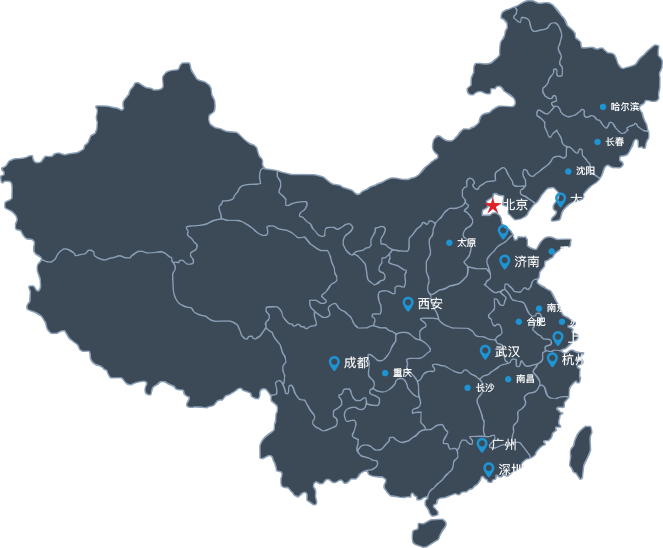 哈尔滨
长春
沈阳
大
北京
太原
济南
西安
南京
合肥
上
武汉
杭州
成都
重庆
南昌
长沙
广州
深圳